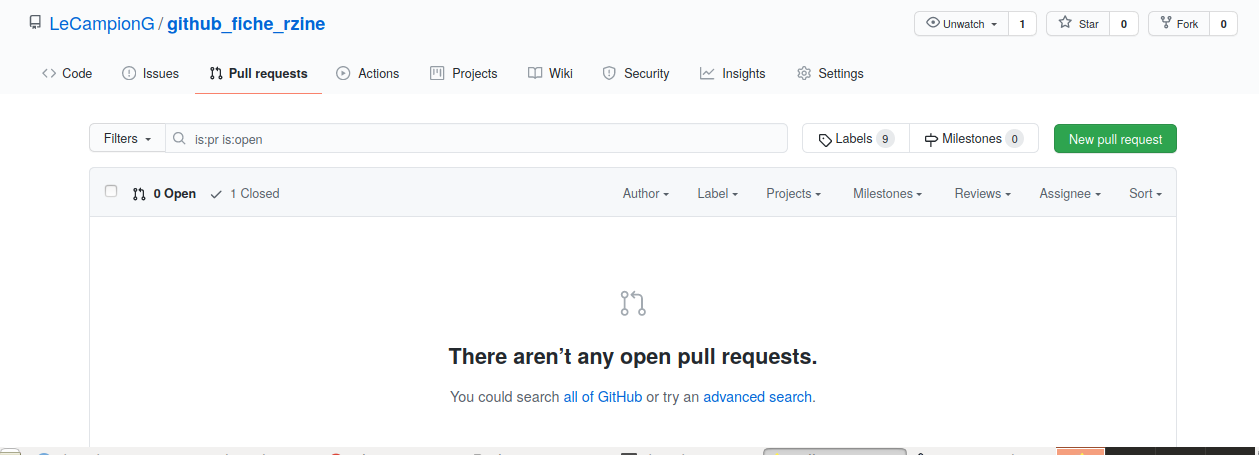 LeCampionG / github_fiche_rzine Unwatch 1 Star 0 Fork 0
Code Issues Pull requests Actions Projects Wiki Security Insights Settings
Filters is:pr is:open Labels 9 Milestones 0 New pull request
0 Open 1 Closed Author Label Projects Milestones Reviews Assignee Sort
There aren't any open pull requests.
You could search all of GitHub or try an advanced search.